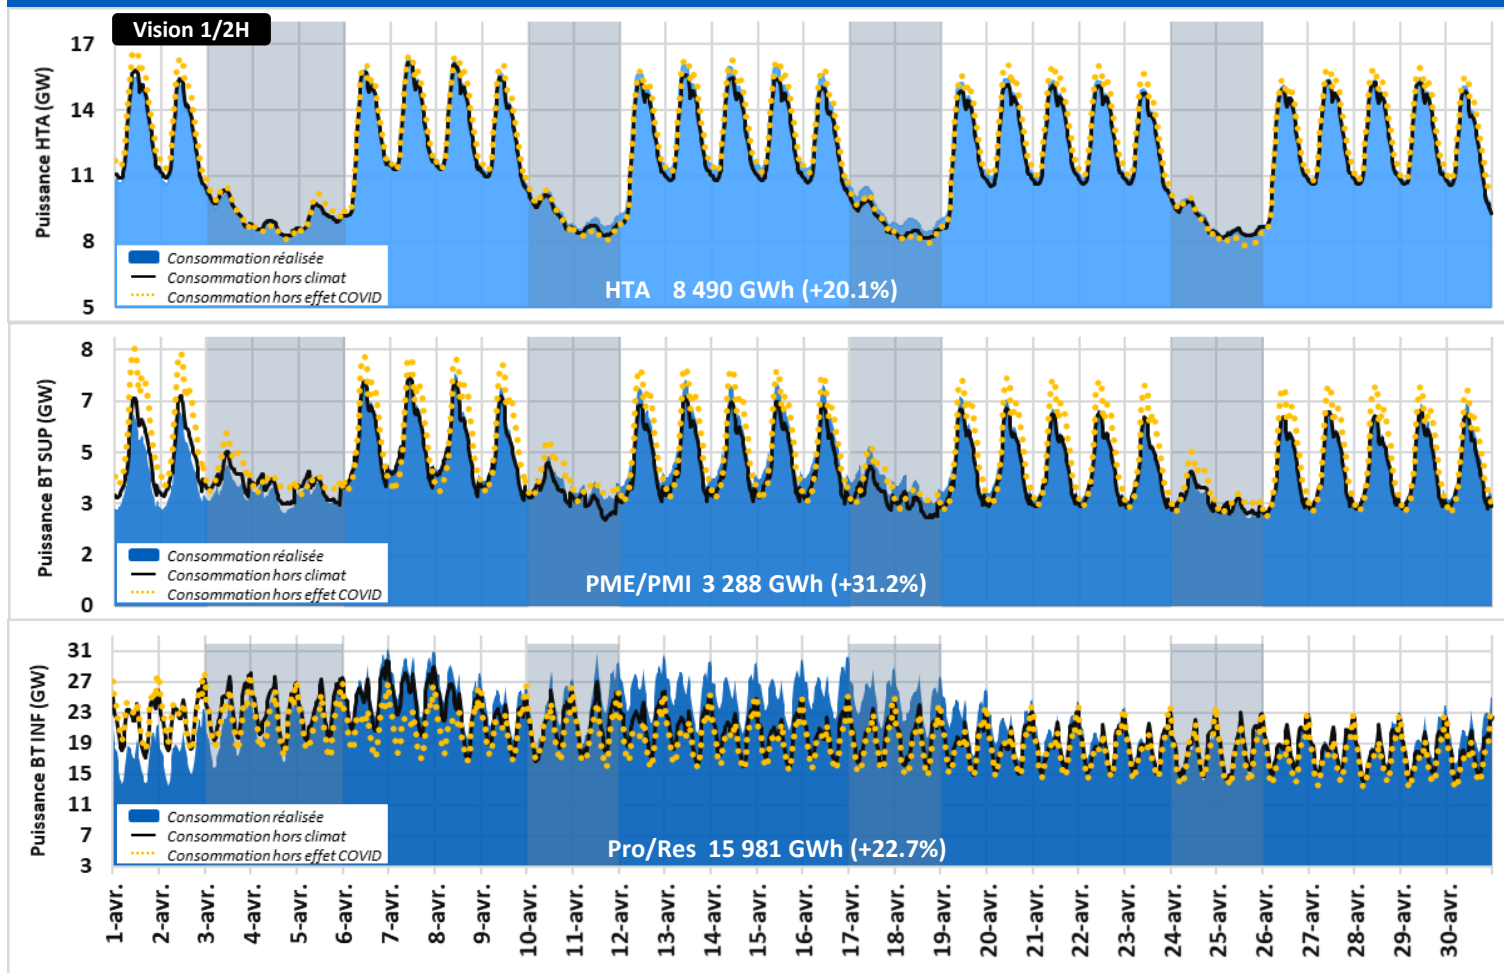 Vision 1/2H
Puissance HTA (GW)
17
14
11
8
5
Consommation réalisée
Consommation hors climat
Consommation hors effet COVID
HTA 8 490 GWh (+20.1%)
Puissance BT SUP (GW)
8
7
5
3
2
0
Consommation réalisée
Consommation hors climat
Consommation hors effet COVID
PME/PMI 3 288 GWh (+31.2%)
Puissance BT INF (GW)
31
27
23
19
15
11
7
3
Consommation réalisée
Consommation hors climat
Consommation hors effet COVID
Pro/Res 15 981 GWh (+22.7%)
1-avr.
2-avr.
3-avr.
4-avr.
5-avr.
6-avr.
7-avr.
8-avr.
9-avr.
10-avr.
11-avr.
12-avr.
13-avr.
14-avr.
15-avr.
16-avr.
17-avr.
18-avr.
19-avr.
20-avr.
21-avr.
22-avr.
23-avr.
24-avr.
25-avr.
26-avr.
27-avr.
28-avr.
29-avr.
30-avr.